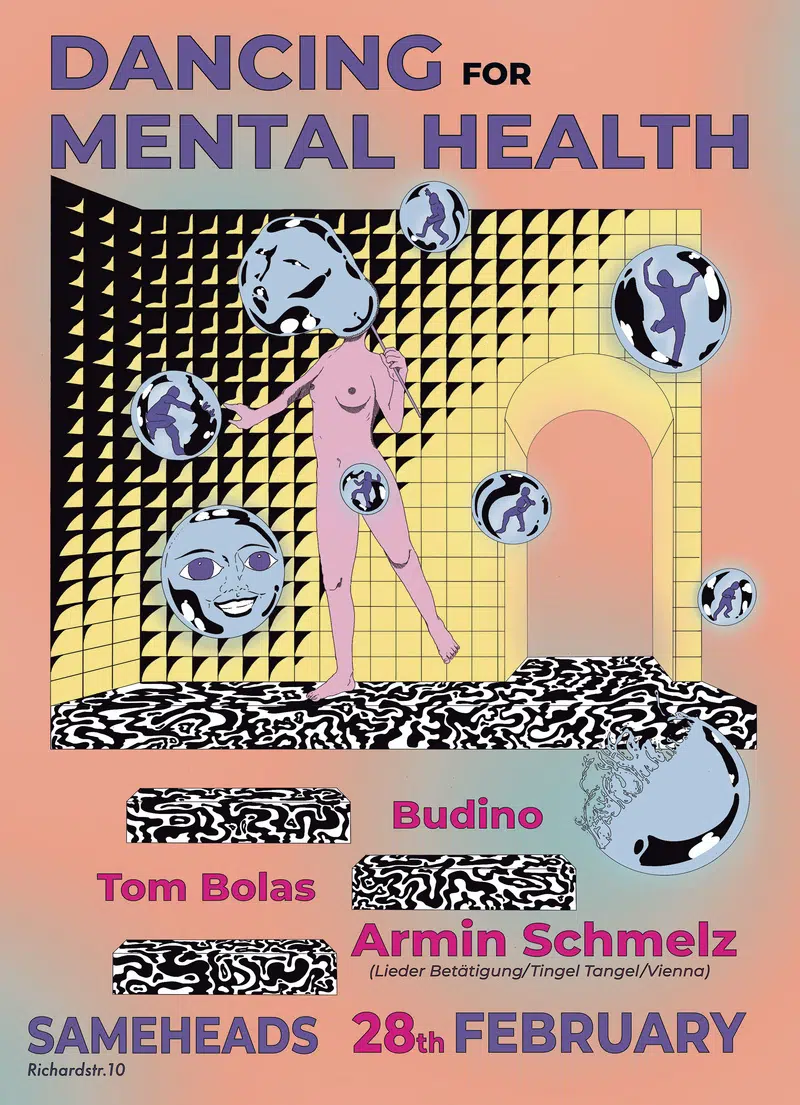 DANCING FOR
MENTAL HEALTH
Budino
Tom Bolas
Armin Schmelz
(Lieder Betätigung/Tingel Tangel/Vienna)
SAMEHEADS 28th FEBRUARY
Richardstr.10